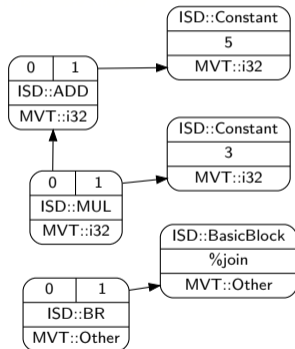 ISD::Constant
5
MVT::i32
0 1
ISD::ADD
MVT::i32
ISD::Constant
3
MVT::i32
0 1
ISD::MUL
MVT::i32
ISD::BasicBlock
%join
MVT::Other
0 1
ISD::BR
MVT::Other